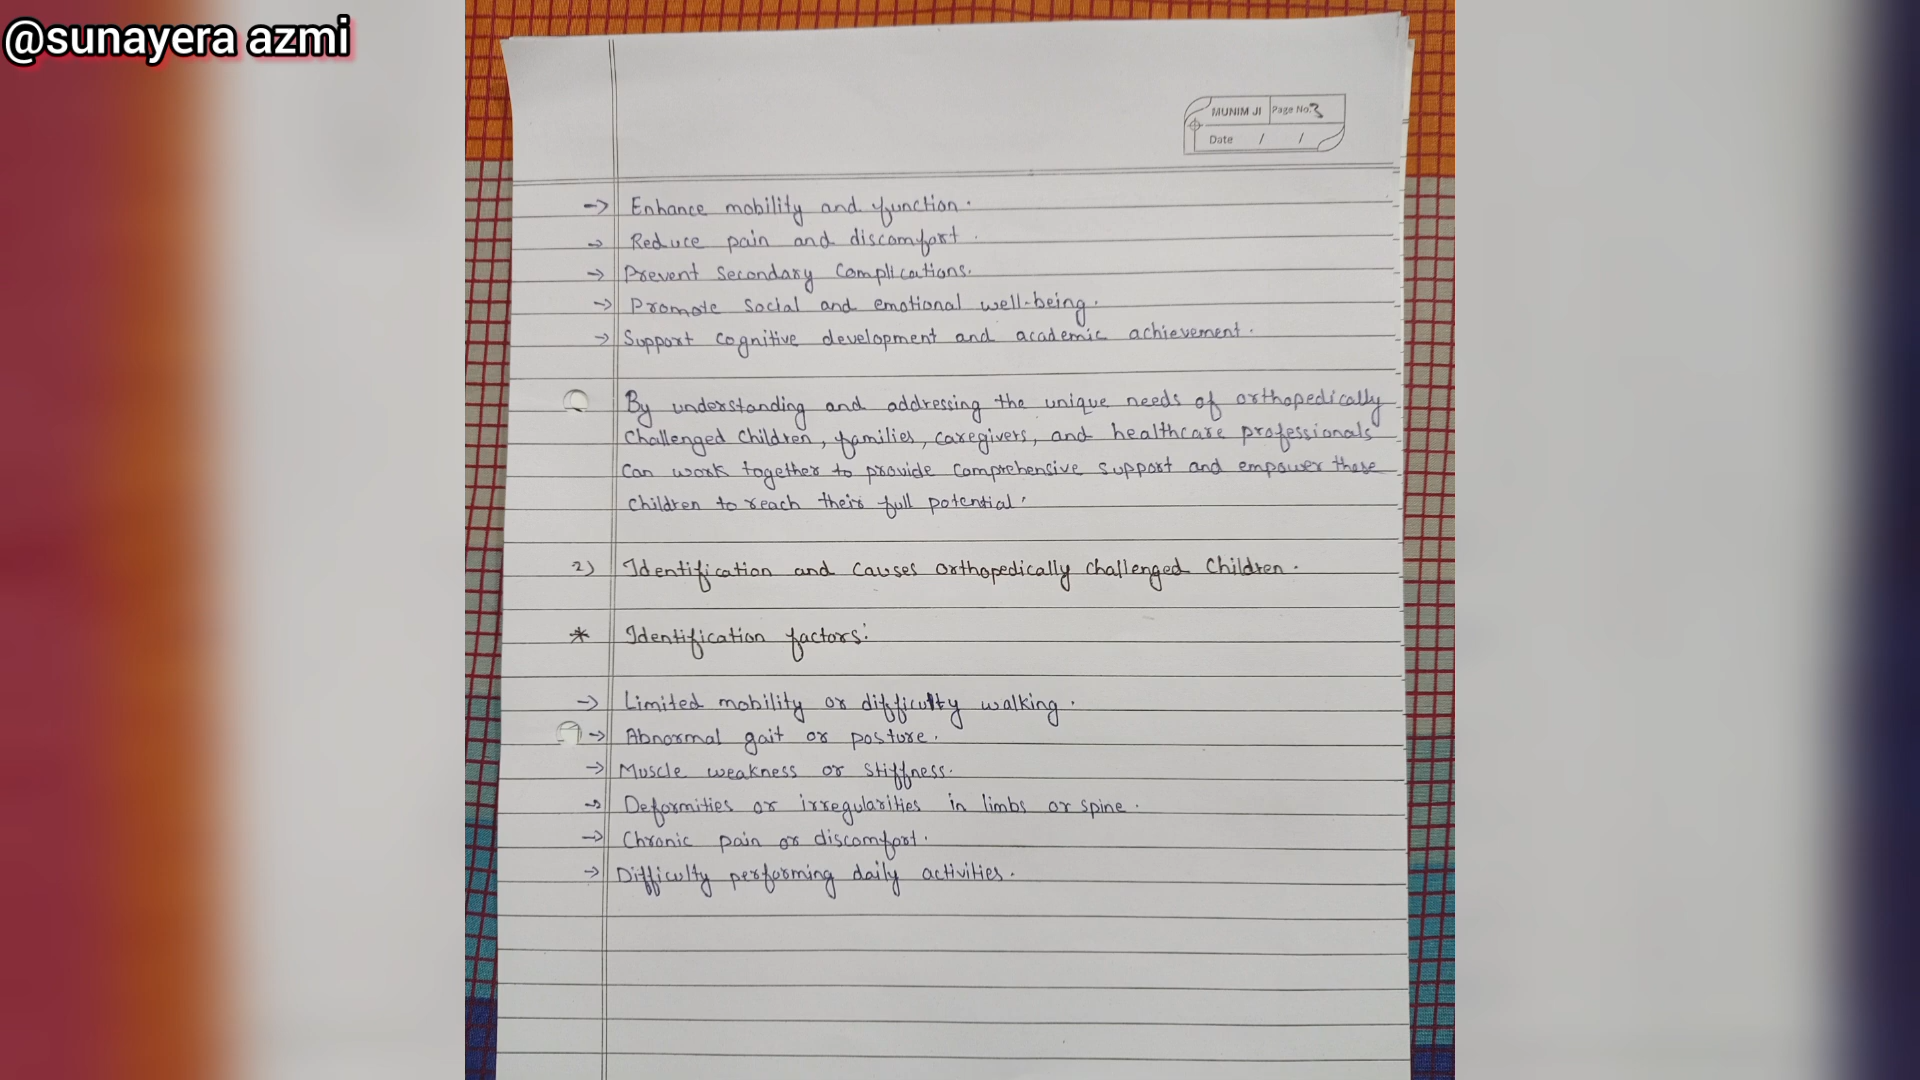 @sunayera azmi
MUNIM JI Page No. 3
Date / /
→ Enhance mobility and function.
→ Reduce pain and discomfort.
→ Prevent Secondary Complications.
→ Promote Social and emotional well-being.
→ Support Cognitive development and academic achievement.
By understanding and addressing the unique needs of orthopedically
Challenged Children, families, caregivers, and healthcare professionals
Can work together to provide Comprehensive support and empower these
Children to reach their full potential.
2) Identification and Causes orthopedically Challenged Children.
* Identification factors:
→ Limited mobility or difficulty walking.
→ Abnormal gait or posture.
→ Muscle weakness or stiffness.
→ Deformities or irregularities in limbs or spine.
→ Chronic pain or discomfort.
→ Difficulty performing daily activities.